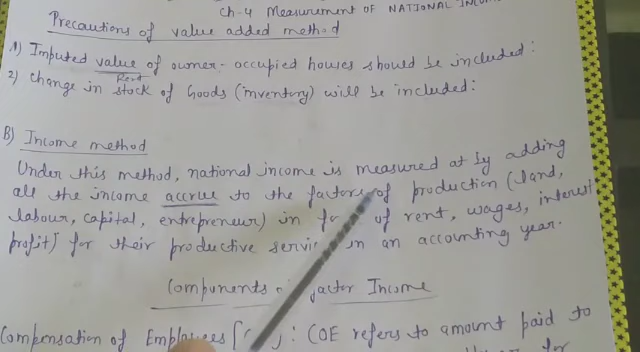 Ch-4 Measurement OF NATIONAL INCOM
Precautions of value added method
1) Imputed value of owner-occupied houses should be included:
Rent
2) Change in stock of Goods (inventory) will be included:
B) Income method
Under this method, national income is measured at by adding
all the income accrue to the factors of production (land,
labour, capital, entrepreneur) in of rent, wages, interest
profit) for their productive in an accounting year.
Components Income
Compensation of Employees : (OE refers to amount paid to
for